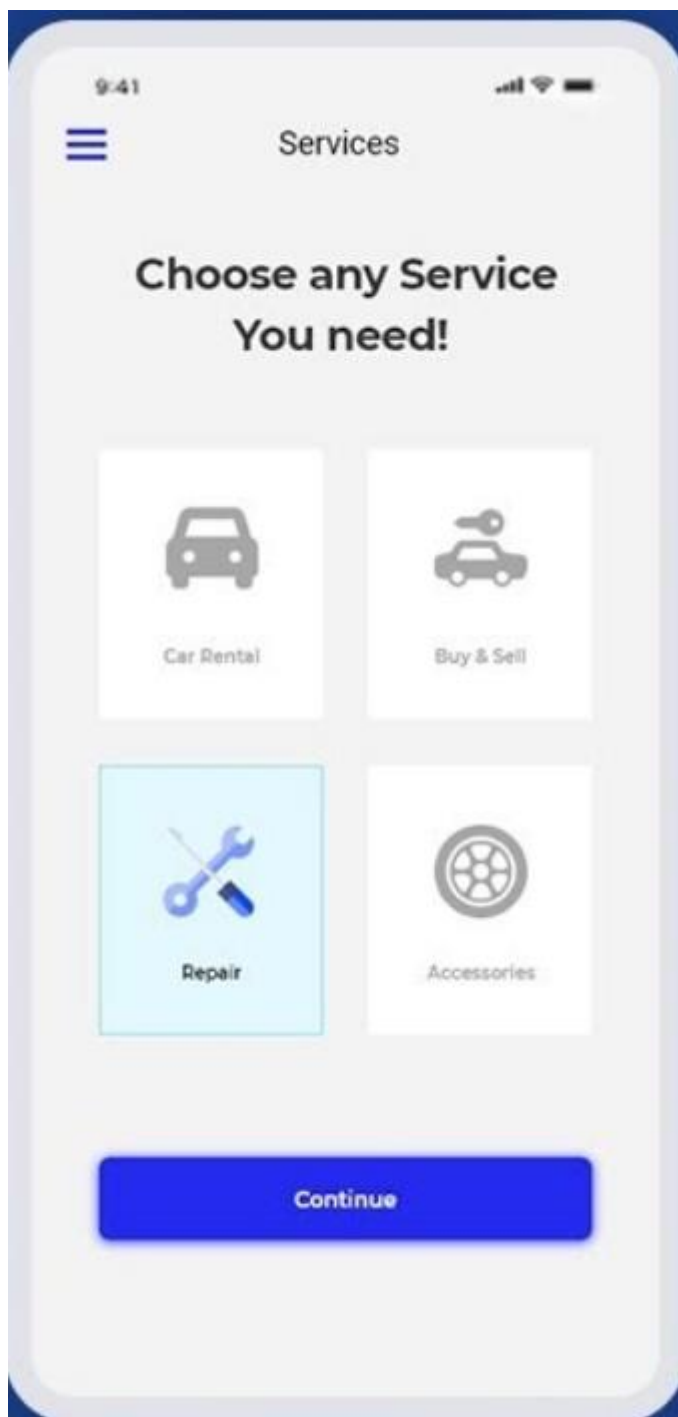 9:41
Services
Choose any Service
You need!
Car Rental
Buy & Sell
Repair
Accessories
Continue